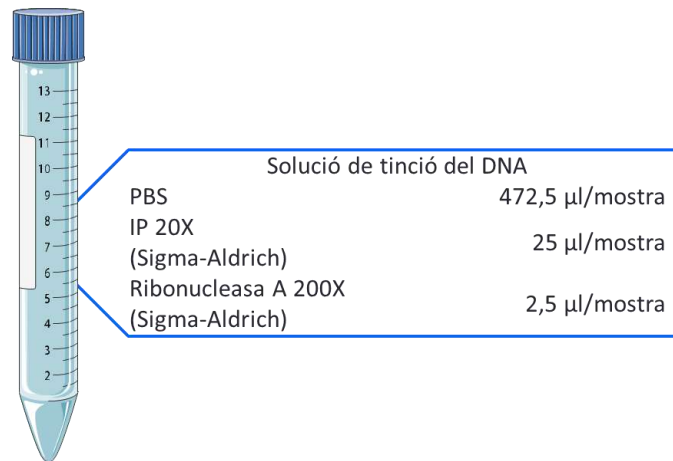 13
12
11
10
9
8
7
6
5
4
3
2
Solució de tinció del DNA
PBS 472,5 µl/mostra
IP 20X
(Sigma-Aldrich) 25 µl/mostra
Ribonucleasa A 200X
(Sigma-Aldrich) 2,5 µl/mostra